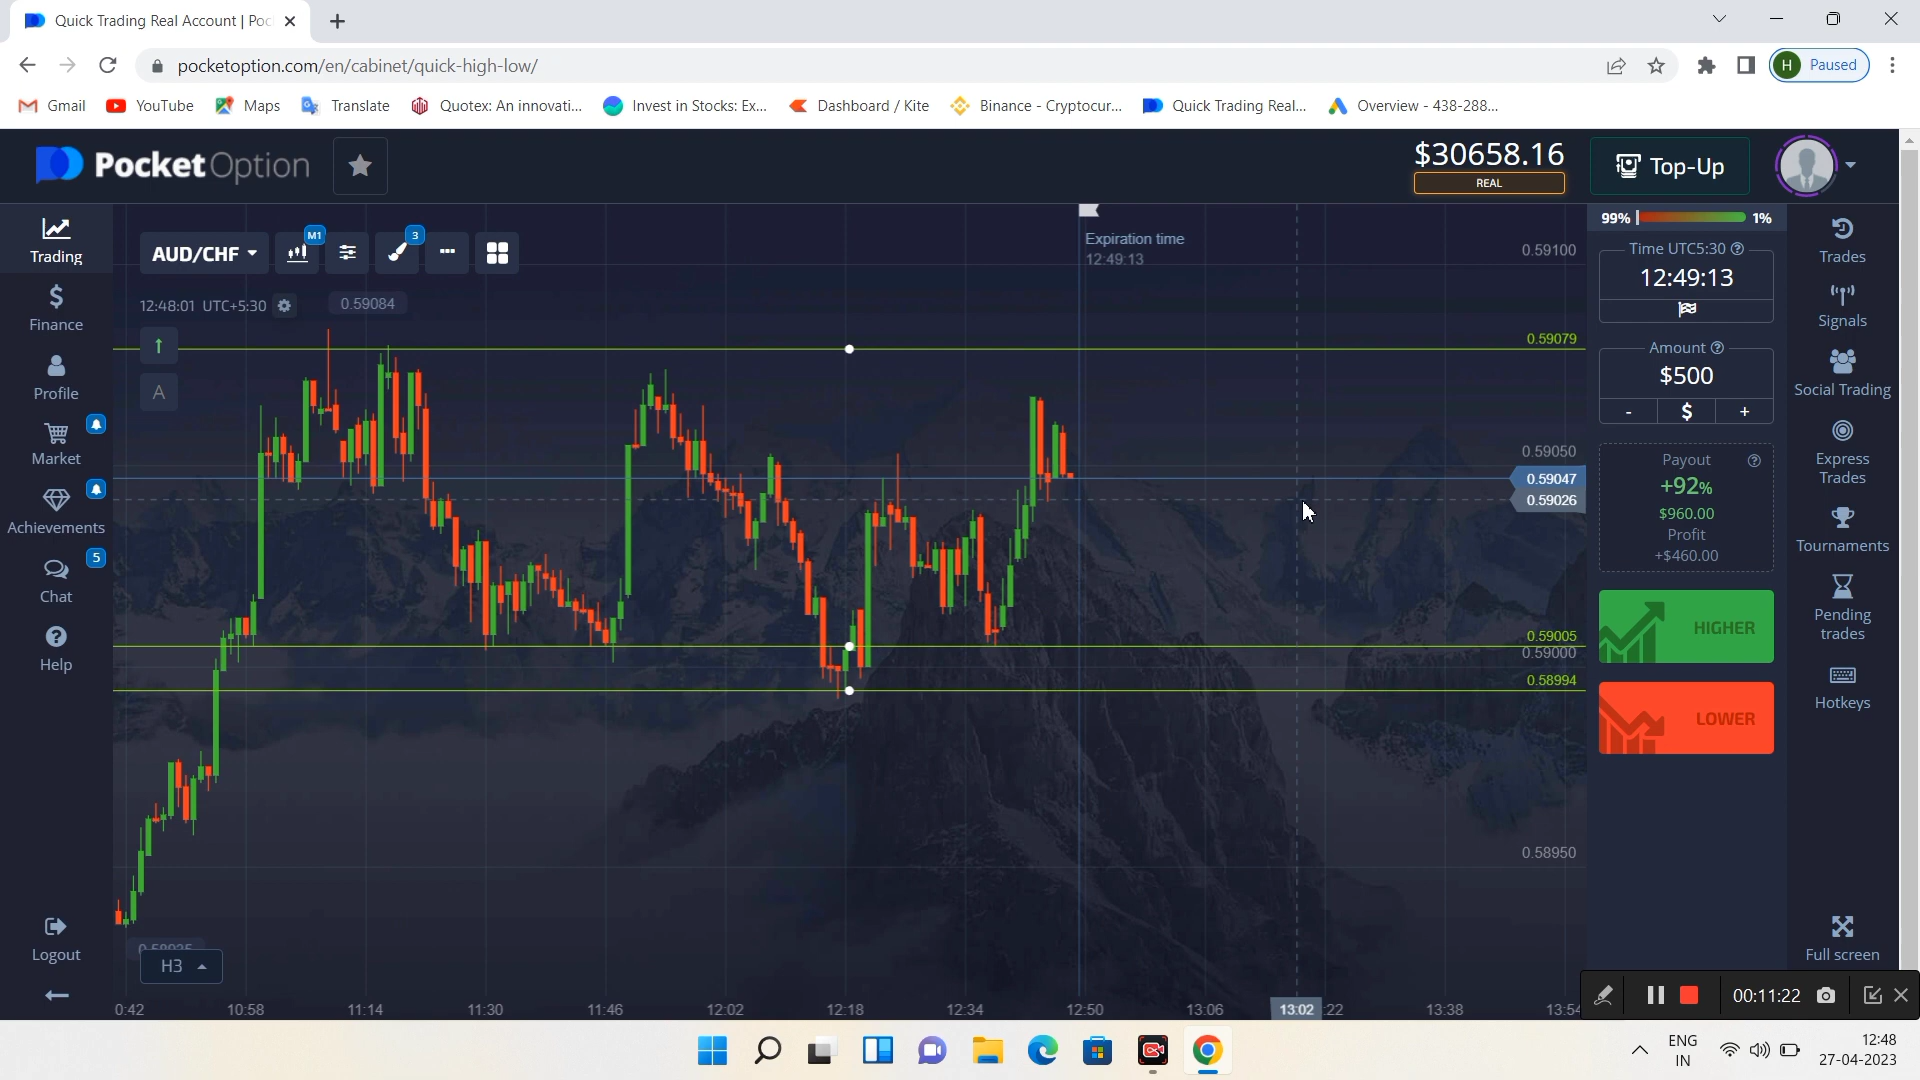 Quick Trading Real Account | Poc
pocketoption.com/en/cabinet/quick-high-low/
H Paused
Gmail YouTube Maps Translate Quotex: An innovati... Invest in Stocks: Ex... Dashboard / Kite Binance - Cryptocur... Quick Trading Real... Overview - 438-288...
PocketOption
$30658.16
REAL
Top-Up
Trading
Finance
Profile
Market
Achievements
5
Chat
Help
Logout
AUD/CHF
M1
3
Expiration time
12:49:13
12:48:01 UTC+5:30
0.59084
A
0.59100
0.59079
0.59050
0.59047
0.59026
0.59005
0.59000
0.58994
0.58950
H3
0:42 10:58 11:14 11:30 11:46 12:02 12:18 12:34 12:50 13:06 13:02 :22 13:38 13:54
99% 1%
Time UTC5:30
12:49:13
Amount
$500
- $ +
Payout
+92%
$960.00
Profit
+$460.00
HIGHER
LOWER
Trades
Signals
Social Trading
Express
Trades
Tournaments
Pending
trades
Hotkeys
Full screen
00:11:22
ENG
IN
12:48
27-04-2023